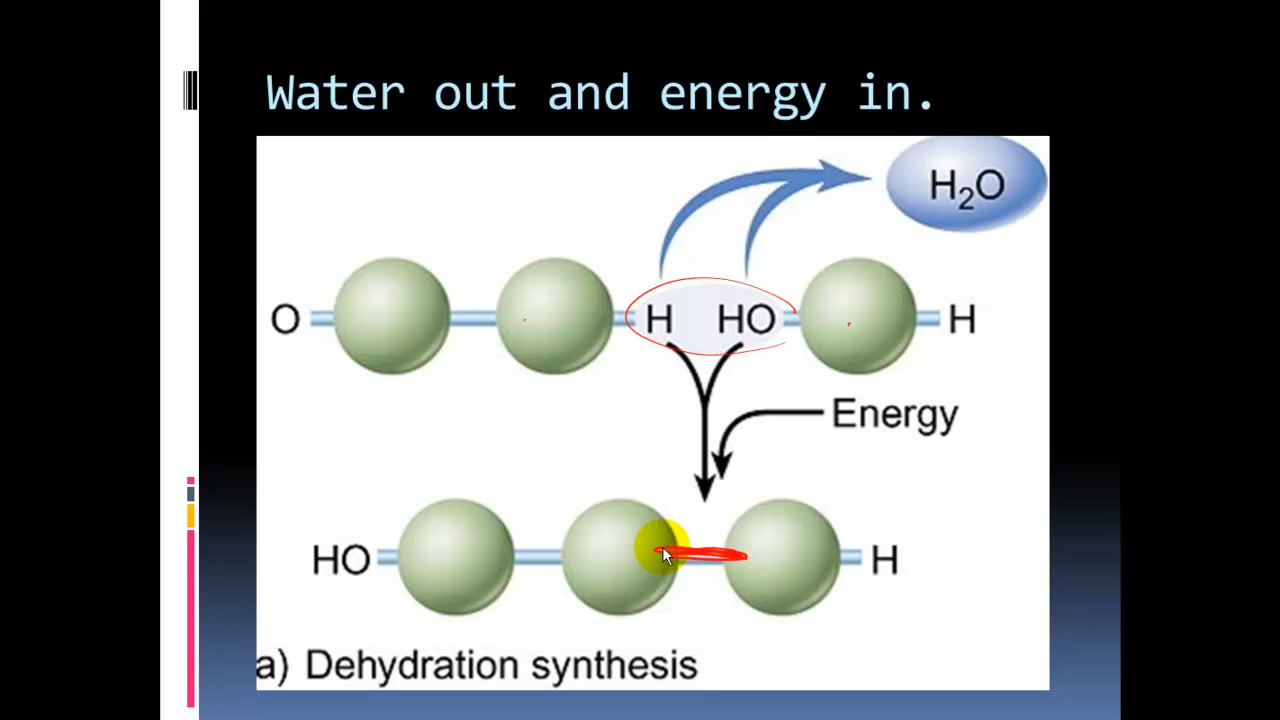 Water out and energy in.
H₂O
O H HO H
Energy
HO H
a) Dehydration synthesis